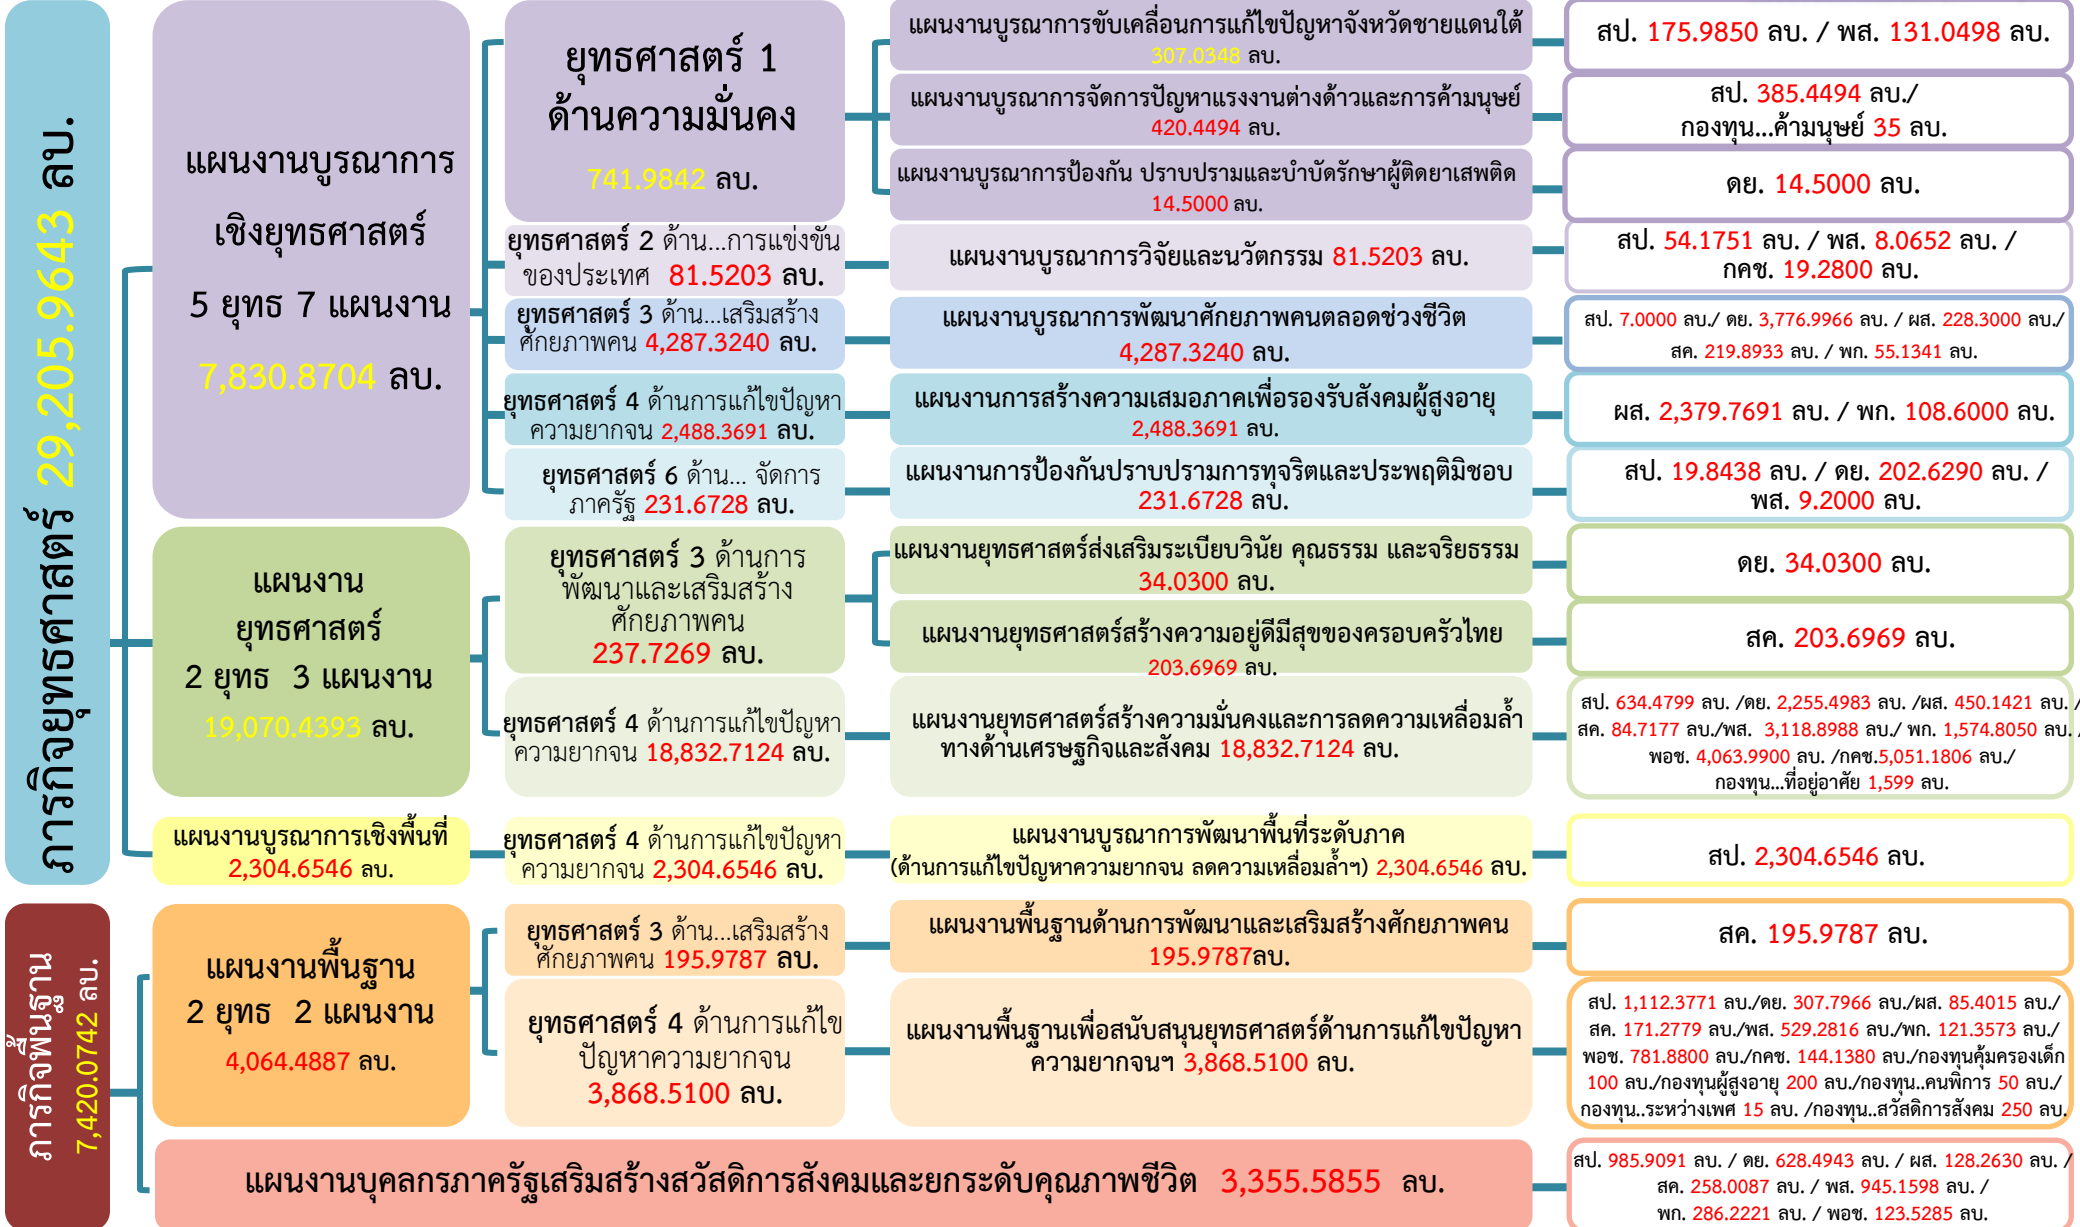 ภารกิจยุทธศาสตร์ 29,205.9643 ลบ.
แผนงานบูรณาการ
เชิงยุทธศาสตร์
5 ยุทธ 7 แผนงาน
7,830.8704 ลบ.
ยุทธศาสตร์ 1
ด้านความมั่นคง
741.9842 ลบ.
แผนงานบูรณาการขับเคลื่อนการแก้ไขปัญหาจังหวัดชายแดนใต้
307.0348 ลบ.
สป. 175.9850 ลบ. / พส. 131.0498 ลบ.
แผนงานบูรณาการจัดการปัญหาแรงงานต่างด้าวและการค้ามนุษย์
420.4494 ลบ.
สป. 385.4494 ลบ./
กองทุน...ค้ามนุษย์ 35 ลบ.
แผนงานบูรณาการป้องกัน ปราบปรามและบำบัดรักษาผู้ติดยาเสพติด
14.5000 ลบ.
ดย. 14.5000 ลบ.
ยุทธศาสตร์ 2 ด้าน...การแข่งขัน
ของประเทศ 81.5203 ลบ.
แผนงานบูรณาการวิจัยและนวัตกรรม 81.5203 ลบ.
สป. 54.1751 ลบ. / พส. 8.0652 ลบ. /
กคช. 19.2800 ลบ.
ยุทธศาสตร์ 3 ด้าน...เสริมสร้าง
ศักยภาพคน 4,287.3240 ลบ.
แผนงานบูรณาการพัฒนาศักยภาพคนตลอดช่วงชีวิต
4,287.3240 ลบ.
สป. 7.0000 ลบ./ ดย. 3,776.9966 ลบ. / ผส. 228.3000 ลบ./
สค. 219.8933 ลบ. / พก. 55.1341 ลบ.
ยุทธศาสตร์ 4 ด้านการแก้ไขปัญหา
ความยากจน 2,488.3691 ลบ.
แผนงานการสร้างความเสมอภาคเพื่อรองรับสังคมผู้สูงอายุ
2,488.3691 ลบ.
ผส. 2,379.7691 ลบ. / พก. 108.6000 ลบ.
ยุทธศาสตร์ 6 ด้าน... จัดการ
ภาครัฐ 231.6728 ลบ.
แผนงานการป้องกันปราบปรามการทุจริตและประพฤติมิชอบ
231.6728 ลบ.
สป. 19.8438 ลบ. / ดย. 202.6290 ลบ. /
พส. 9.2000 ลบ.
แผนงาน
ยุทธศาสตร์
2 ยุทธ 3 แผนงาน
19,070.4393 ลบ.
ยุทธศาสตร์ 3 ด้านการ
พัฒนาและเสริมสร้าง
ศักยภาพคน
237.7269 ลบ.
แผนงานยุทธศาสตร์ส่งเสริมระเบียบวินัย คุณธรรม และจริยธรรม
34.0300 ลบ.
ดย. 34.0300 ลบ.
แผนงานยุทธศาสตร์สร้างความอยู่ดีมีสุขของครอบครัวไทย
203.6969 ลบ.
สค. 203.6969 ลบ.
ยุทธศาสตร์ 4 ด้านการแก้ไขปัญหา
ความยากจน 18,832.7124 ลบ.
แผนงานยุทธศาสตร์สร้างความมั่นคงและการลดความเหลื่อมล้ำ
ทางด้านเศรษฐกิจและสังคม 18,832.7124 ลบ.
สป. 634.4799 ลบ. /ดย. 2,255.4983 ลบ. /ผส. 450.1421 ลบ. /
สค. 84.7177 ลบ./พส. 3,118.8988 ลบ./ พก. 1,574.8050 ลบ. /
พอช. 4,063.9900 ลบ. /กคช.5,051.1806 ลบ./
กองทุน...ที่อยู่อาศัย 1,599 ลบ.
แผนงานบูรณาการเชิงพื้นที่
2,304.6546 ลบ.
ยุทธศาสตร์ 4 ด้านการแก้ไขปัญหา
ความยากจน 2,304.6546 ลบ.
แผนงานบูรณาการพัฒนาพื้นที่ระดับภาค
(ด้านการแก้ไขปัญหาความยากจน ลดความเหลื่อมล้ำฯ) 2,304.6546 ลบ.
สป. 2,304.6546 ลบ.
ภารกิจพื้นฐาน
7,420.0742 ลบ.
แผนงานพื้นฐาน
2 ยุทธ 2 แผนงาน
4,064.4887 ลบ.
ยุทธศาสตร์ 3 ด้าน...เสริมสร้าง
ศักยภาพคน 195.9787 ลบ.
แผนงานพื้นฐานด้านการพัฒนาและเสริมสร้างศักยภาพคน
195.9787ลบ.
สค. 195.9787 ลบ.
ยุทธศาสตร์ 4 ด้านการแก้ไข
ปัญหาความยากจน
3,868.5100 ลบ.
แผนงานพื้นฐานเพื่อสนับสนุนยุทธศาสตร์ด้านการแก้ไขปัญหา
ความยากจนฯ 3,868.5100 ลบ.
สป. 1,112.3771 ลบ./ดย. 307.7966 ลบ./ผส. 85.4015 ลบ./
สค. 171.2779 ลบ./พส. 529.2816 ลบ./พก. 121.3573 ลบ./
พอช. 781.8800 ลบ./กคช. 144.1380 ลบ./กองทุนคุ้มครองเด็ก
100 ลบ./กองทุนผู้สูงอายุ 200 ลบ./กองทุน..คนพิการ 50 ลบ./
กองทุน..ระหว่างเพศ 15 ลบ. /กองทุน..สวัสดิการสังคม 250 ลบ.
แผนงานบุคลกรภาครัฐเสริมสร้างสวัสดิการสังคมและยกระดับคุณภาพชีวิต 3,355.5855 ลบ.
สป. 985.9091 ลบ. / ดย. 628.4943 ลบ. / ผส. 128.2630 ลบ. /
สค. 258.0087 ลบ. / พส. 945.1598 ลบ. /
พก. 286.2221 ลบ. / พอช. 123.5285 ลบ.